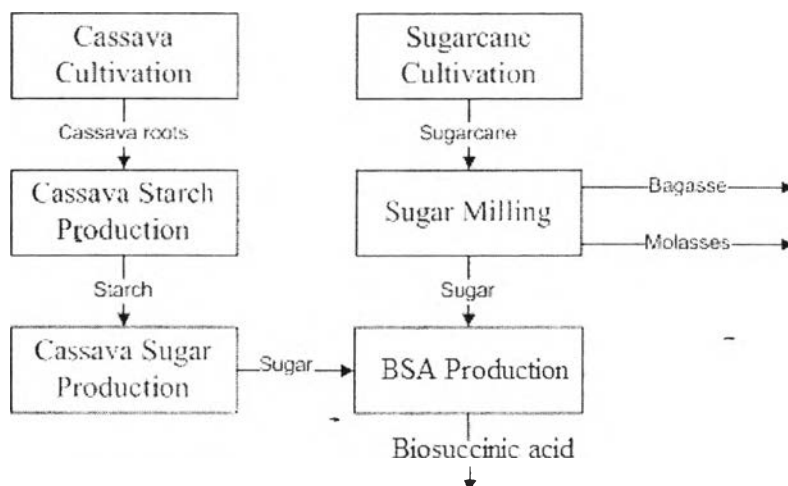 Cassava
Cultivation
Sugarcane
Cultivation
Cassava roots
Sugarcane
Cassava Starch
Production
Sugar Milling
Bagasse
Molasses
Starch
Sugar
Cassava Sugar
Production
Sugar
BSA Production
Biosuccinic acid